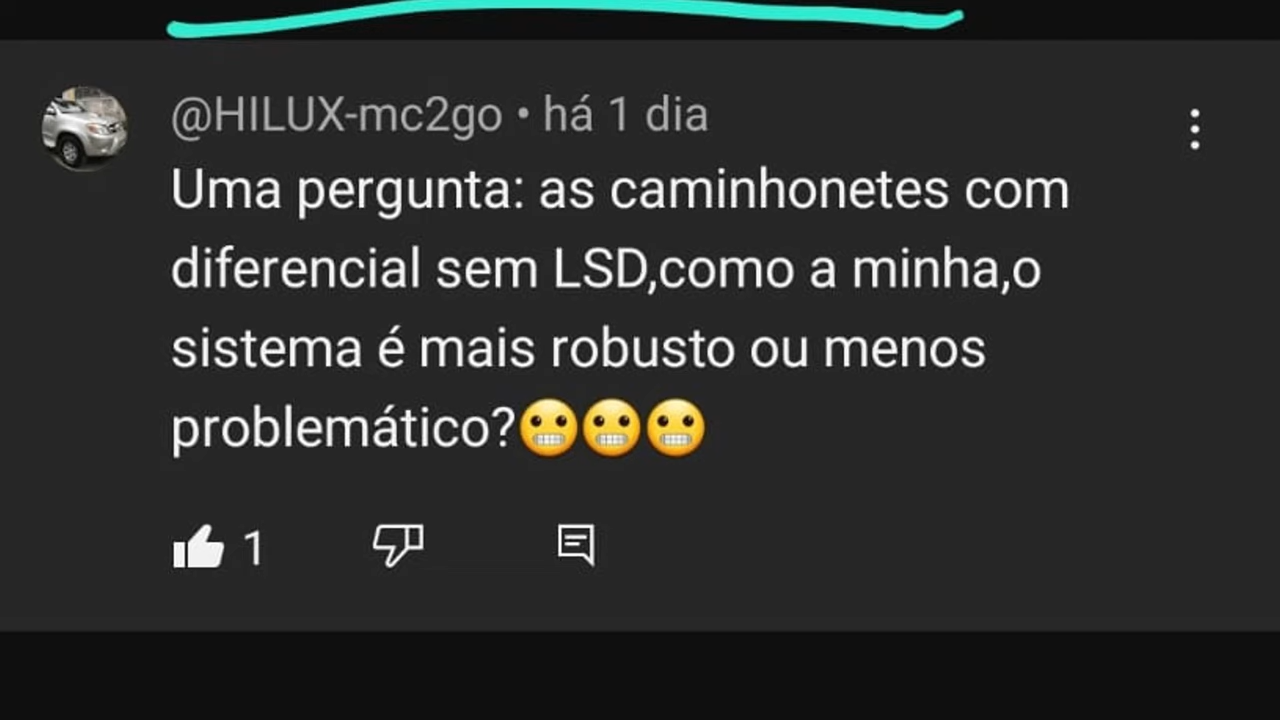 @HILUX-mc2go • há 1 dia
Uma pergunta: as caminhonetes com
diferencial sem LSD,como a minha,o
sistema é mais robusto ou menos
problemático?😬😬😬
1